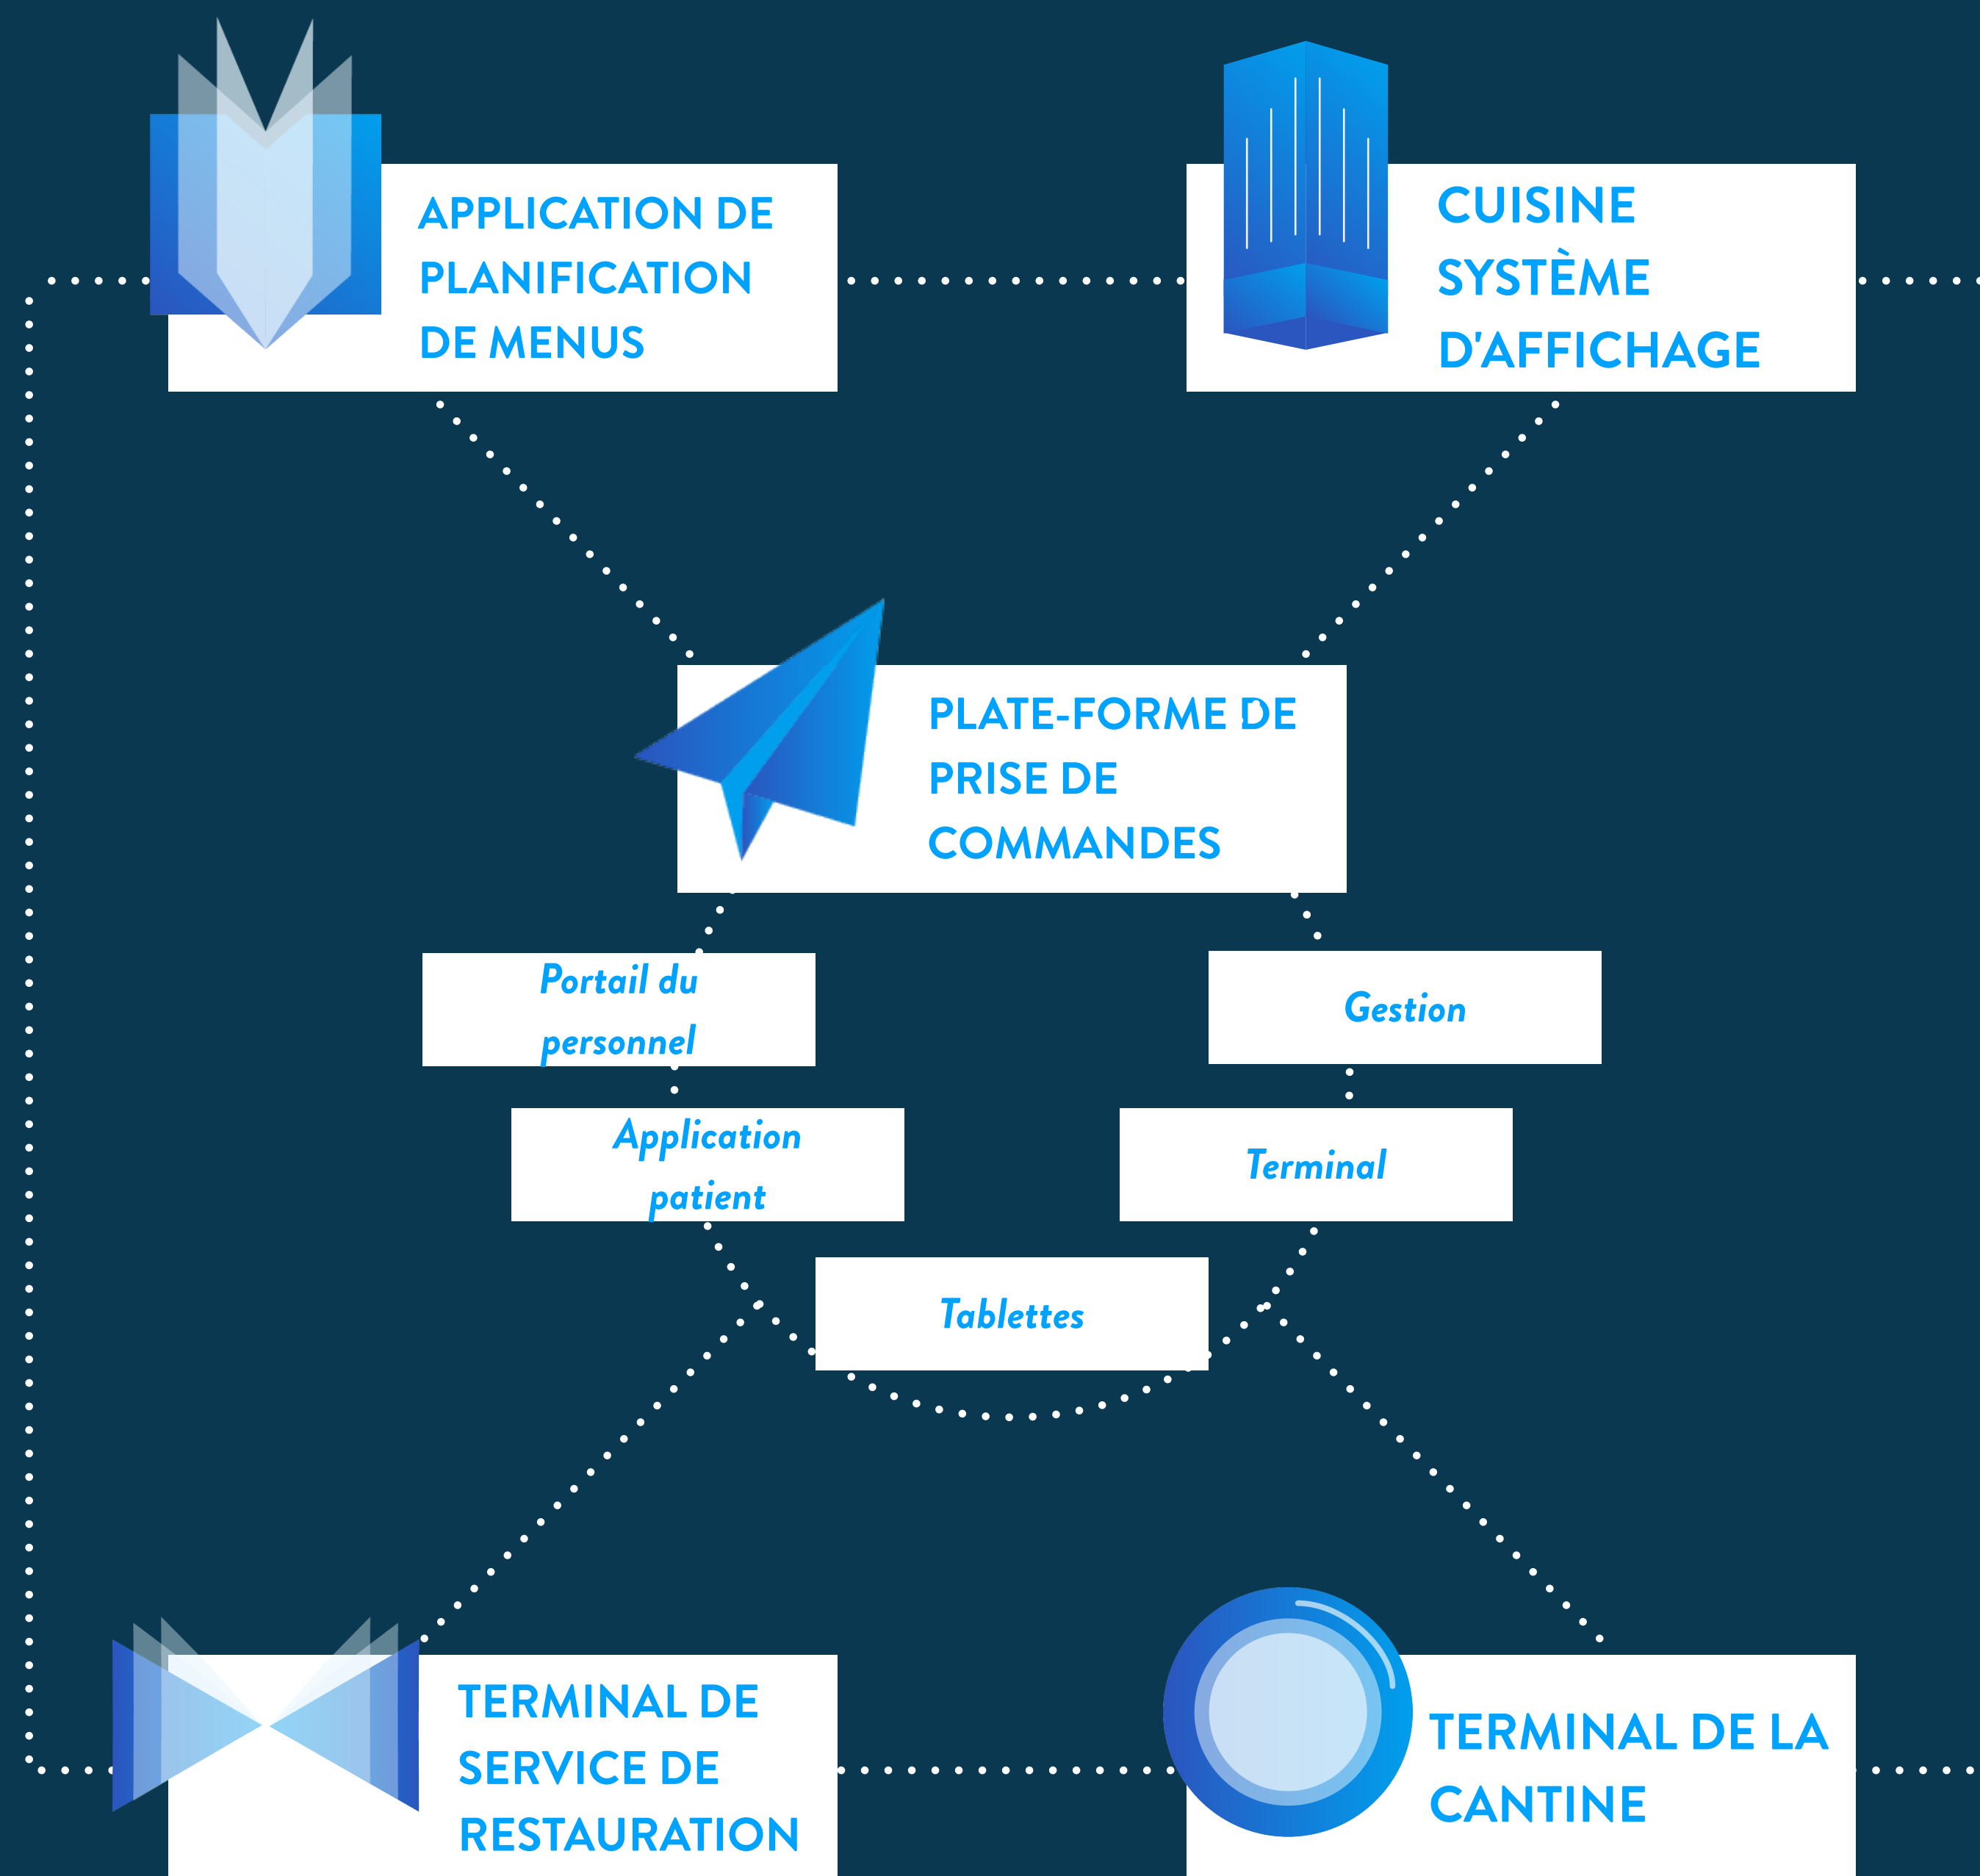 APPLICATION DE
PLANIFICATION
DE MENUS
CUISINE
SYSTÈME
D'AFFICHAGE
PLATE-FORME DE
PRISE DE
COMMANDES
Portail du
personnel
Gestion
Application
patient
Terminal
Tablettes
TERMINAL DE
SERVICE DE
RESTAURATION
TERMINAL DE LA
CANTINE